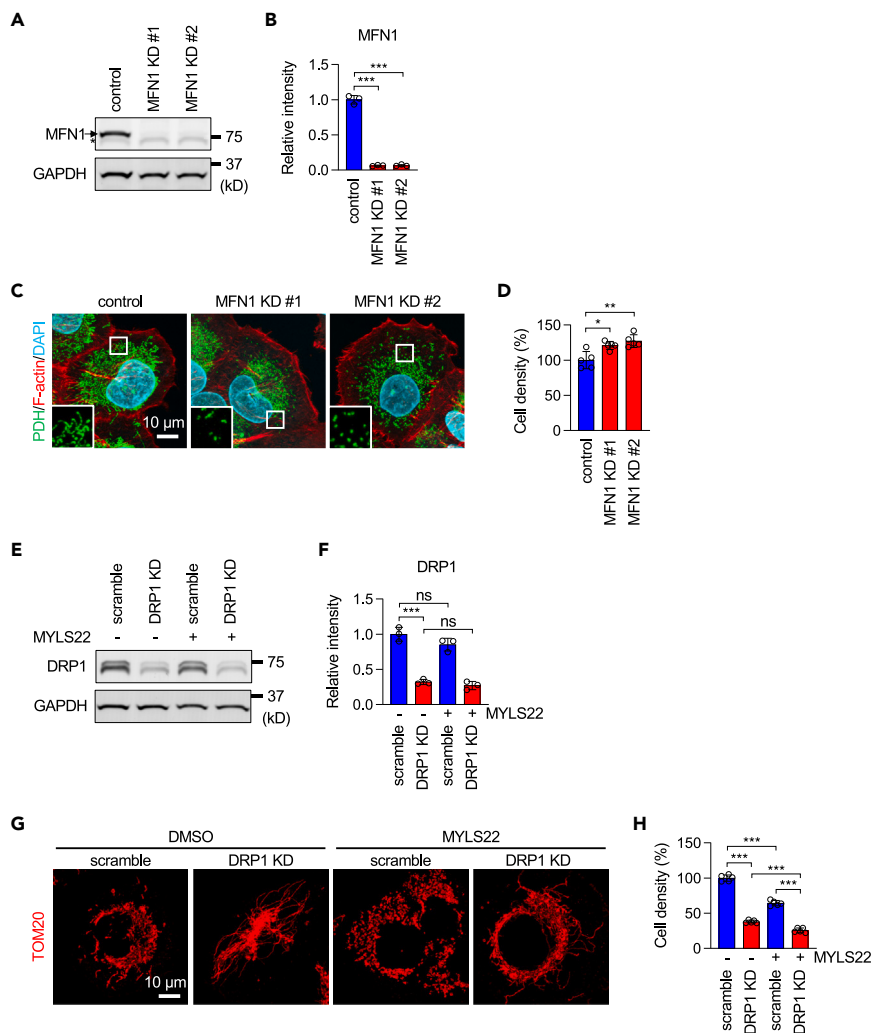 A
control
MFN1 KD #1
MFN1 KD #2
MFN1
*
75
GAPDH
37
(kD)
B
MFN1
Relative intensity
1.5
1.0
0.5
0.0
***
***
control
MFN1 KD #1
MFN1 KD #2
C
control
MFN1 KD #1
MFN1 KD #2
PDH/F-actin/DAPI
10 µm
D
Cell density (%)
150
100
50
0
**
*
control
MFN1 KD #1
MFN1 KD #2
E
scramble
DRP1 KD
scramble
DRP1 KD
MYLS22 - - + +
DRP1
75
GAPDH
37
(kD)
F
DRP1
Relative intensity
1.5
1.0
0.5
0.0
ns
***
ns
- - + + MYLS22
scramble
DRP1 KD
scramble
DRP1 KD
G
DMSO
MYLS22
scramble
DRP1 KD
scramble
DRP1 KD
TOM20
10 µm
H
Cell density (%)
150
100
50
0
***
***
***
***
- - + + MYLS22
scramble
DRP1 KD
scramble
DRP1 KD